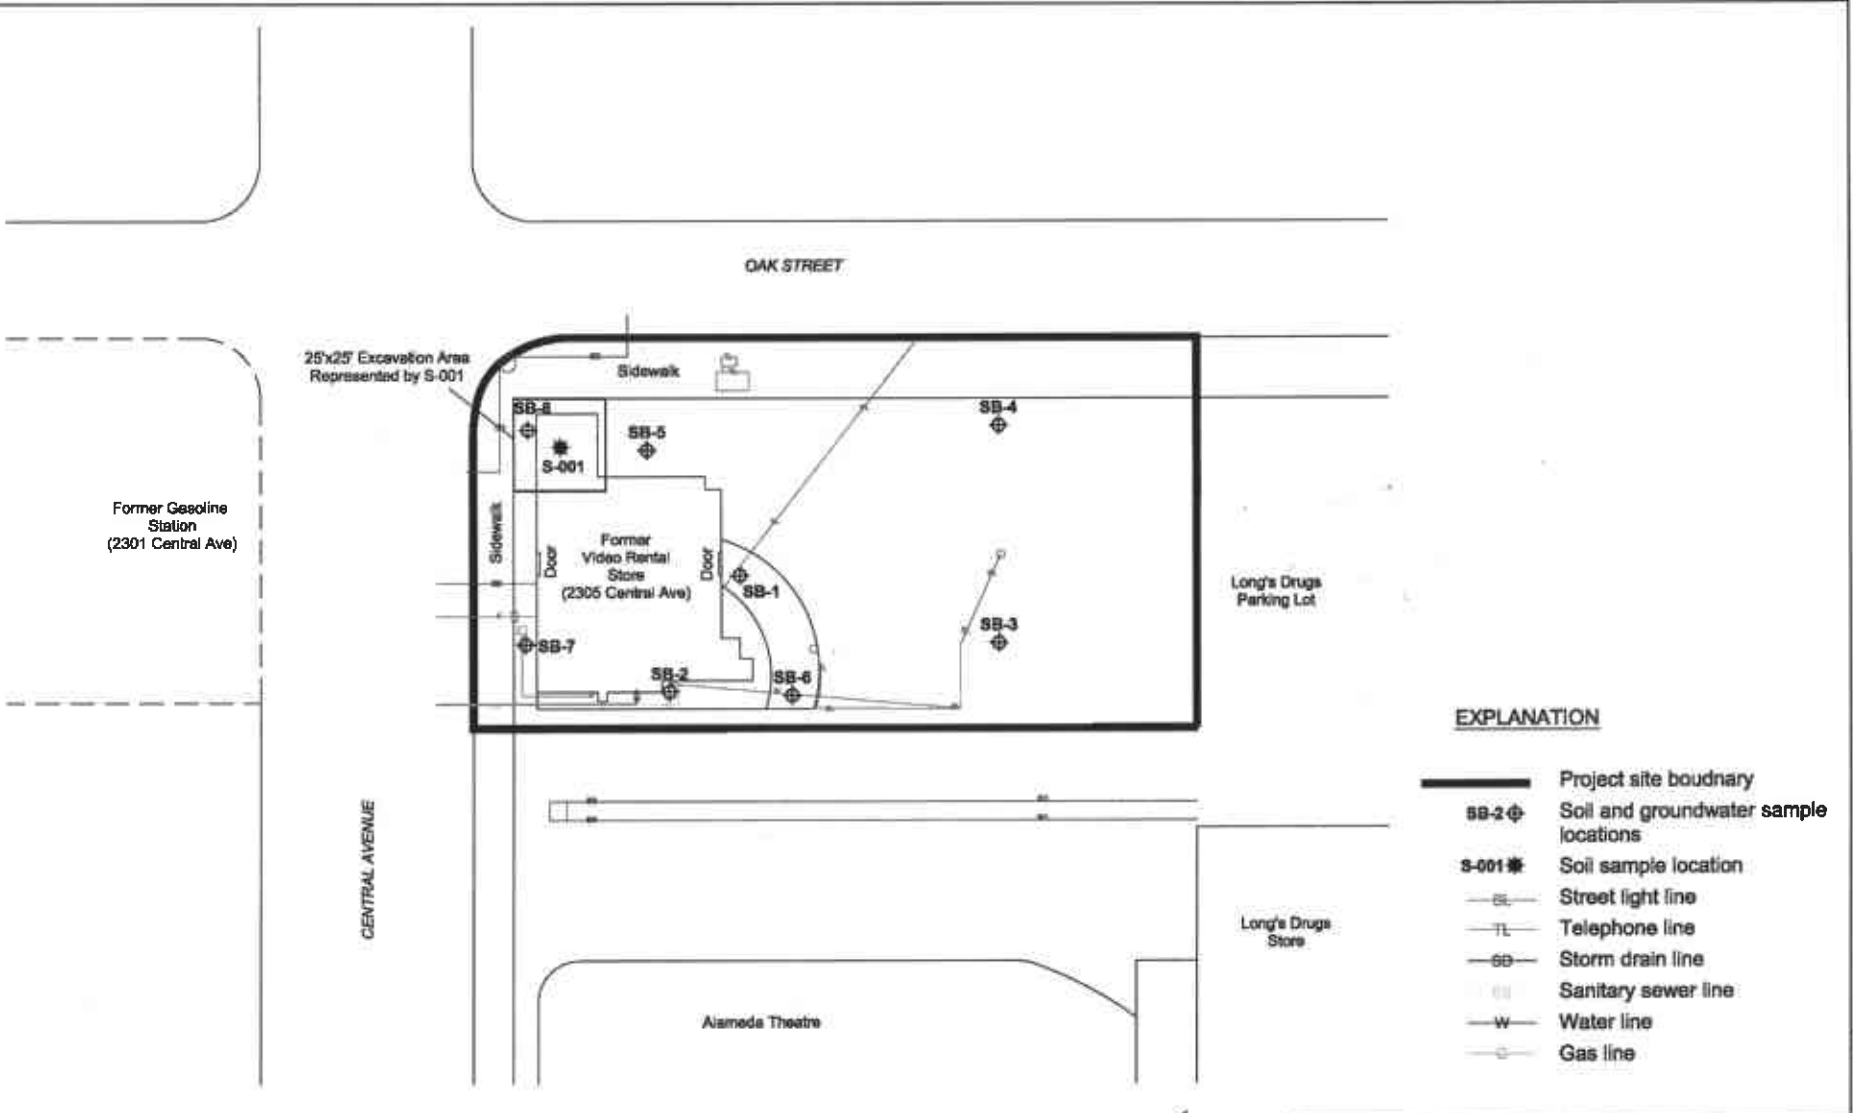 OAK STREET
25'x25' Excavation Area
Represented by S-001
Sidewalk
SB-8
SB-5
SB-4
S-001
Former Gasoline
Station
(2301 Central Ave)
Sidewalk
Door
Former
Video Rental
Store
(2305 Central Ave)
Door
SB-1
Long's Drugs
Parking Lot
SB-3
SB-7
SB-2
SB-6
CENTRAL AVENUE
Long's Drugs
Store
Alameda Theatre
EXPLANATION
Project site boudnary
SB-2 Soil and groundwater sample
locations
S-001 Soil sample location
SL Street light line
TL Telephone line
SD Storm drain line
SS Sanitary sewer line
W Water line
G Gas line